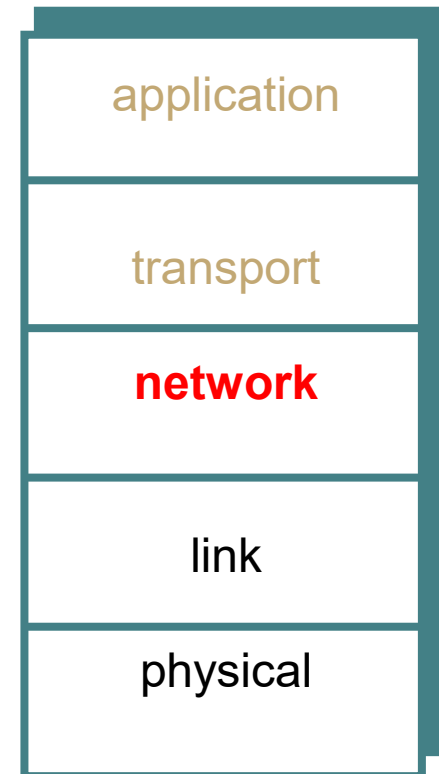 application
transport
network
link
physical